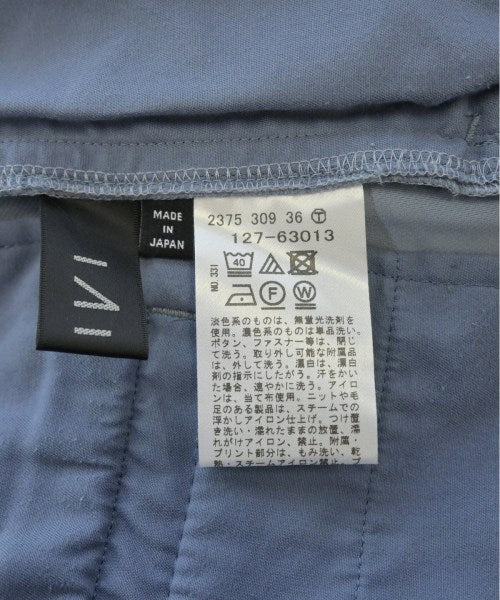 MADE
IN
JAPAN
2375 309 36 Ⓣ
127-63013
NO.331
40
F
W
淡色系のものは、無蛍光洗剤を
使用。濃色系のものは単品洗い。
ボタン、ファスナー等は、閉じ
て洗う。取り外し可能な附属品
は、外して洗う。漂白は、漂白
剤の指示にしたがう。汗をかい
た場合、速やかに洗う。アイロ
ンは、当て布使用。ニットや毛
足のある製品は、スチームでの
浮かしアイロン仕上げ。つけ置
き洗い・濡れたままの放置、濡
れがけアイロン、禁止。附属・
プリント部分は、もみ洗い、乾
熱・スチームアイロン禁止。プ